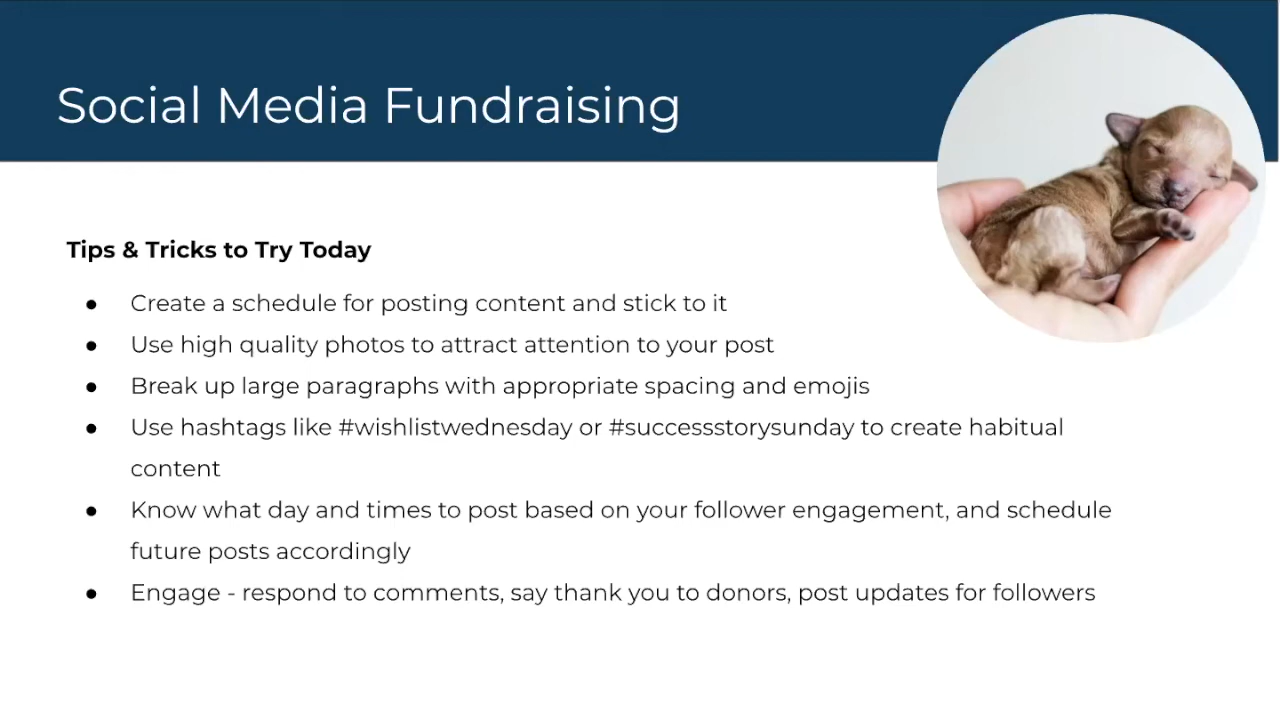 Social Media Fundraising
Tips & Tricks to Try Today
● Create a schedule for posting content and stick to it
● Use high quality photos to attract attention to your post
● Break up large paragraphs with appropriate spacing and emojis
● Use hashtags like #wishlistwednesday or #successstorysunday to create habitual
content
● Know what day and times to post based on your follower engagement, and schedule
future posts accordingly
● Engage - respond to comments, say thank you to donors, post updates for followers